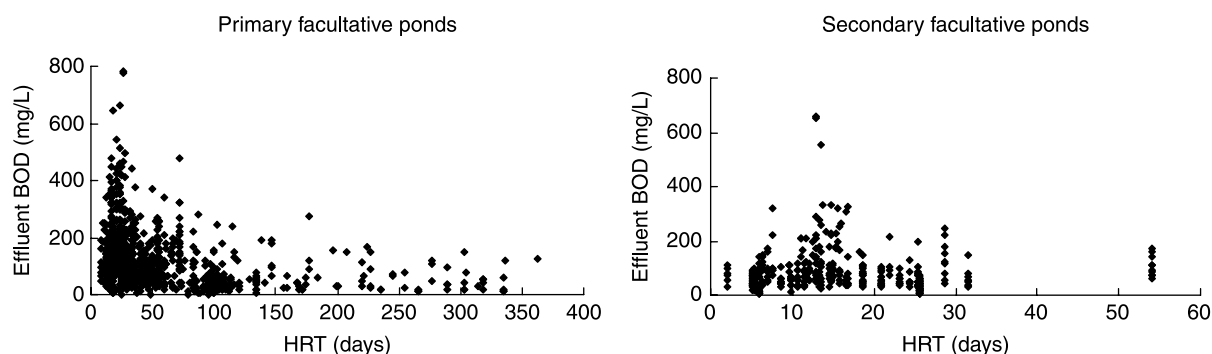 Primary facultative ponds
Effluent BOD (mg/L)
800
600
400
200
0
0 50 100 150 200 250 300 350 400
HRT (days)
Secondary facultative ponds
Effluent BOD (mg/L)
800
600
400
200
0
0 10 20 30 40 50 60
HRT (days)